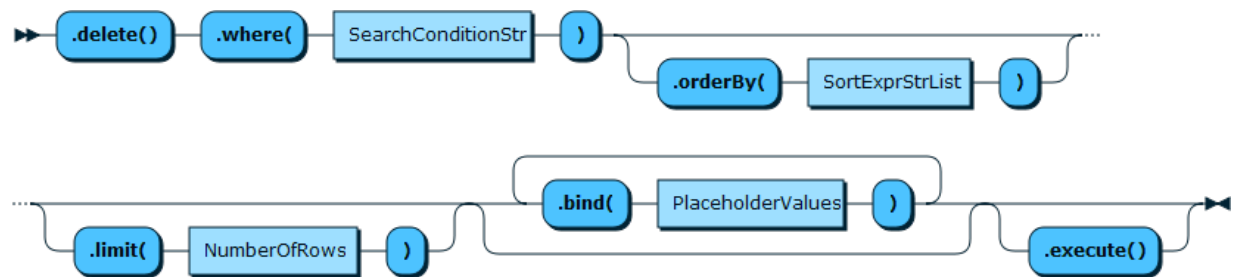 .delete() .where( SearchConditionStr )
.orderBy( SortExprStrList )
.bind( PlaceholderValues )
.limit( NumberOfRows )
.execute()